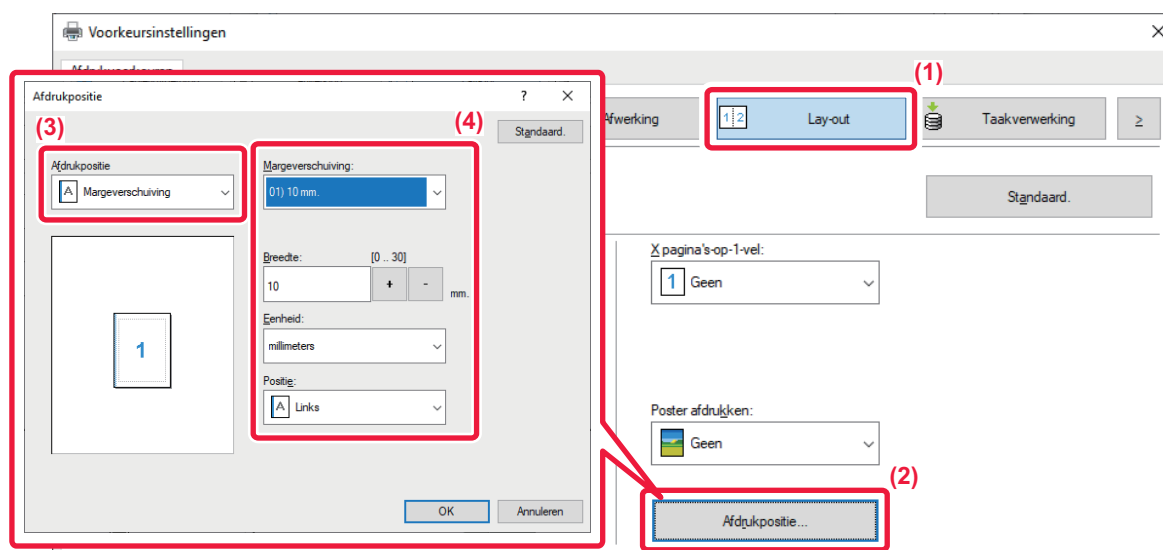 Voorkeursinstellingen
(1)
Afdrukpositie
?
(3)
(4)
Standaard.
Afwerking
1 2
Lay-out
Taakverwerking
≥
Afdrukpositie
A Margeverschuiving
Margeverschuiving:
01) 10 mm.
Standaard.
Breedte:
[0 .. 30]
10
+
-
mm.
Eenheid:
millimeters
Positie:
A Links
1
X pagina's-op-1-vel:
1 Geen
Poster afdrukken:
Geen
(2)
Afdrukpositie...
OK
Annuleren